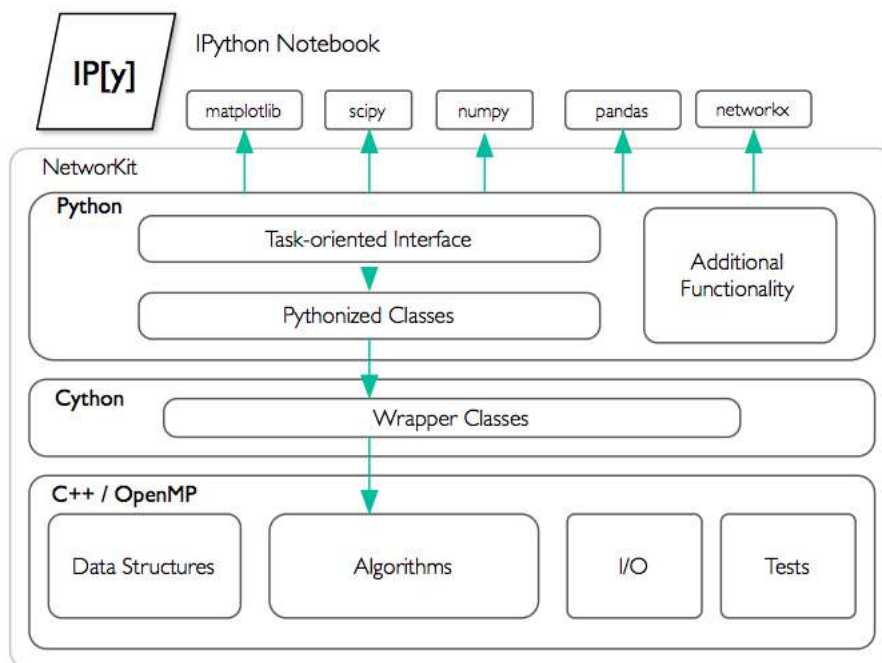 IP[y]
IPython Notebook
matplotlib
scipy
numpy
pandas
networkx
NetworKit
Python
Task-oriented Interface
Additional
Functionality
Pythonized Classes
Cython
Wrapper Classes
C++ / OpenMP
Data Structures
Algorithms
I/O
Tests